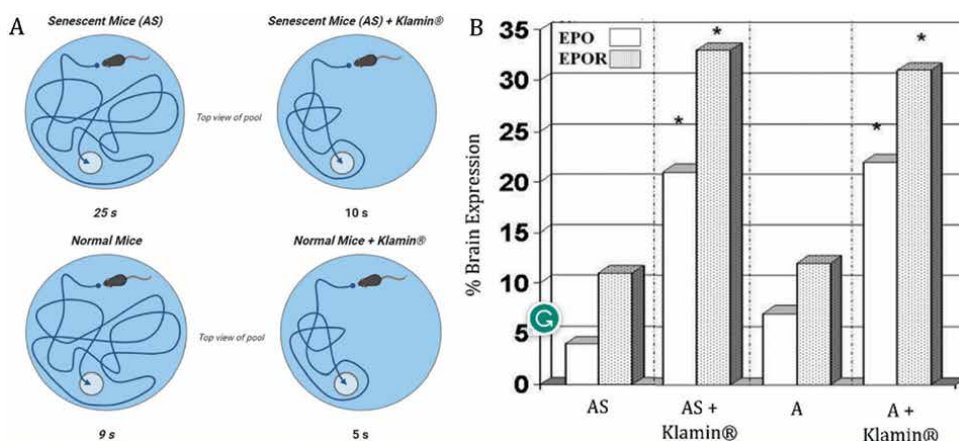 A
Senescent Mice (AS)
Senescent Mice (AS) + Klamin®
Top view of pool
25 s
10 s
Normal Mice
Normal Mice + Klamin®
Top view of pool
9 s
5 s
B
% Brain Expression
35
30
25
20
15
10
5
0
EPO
EPOR
*
*
*
*
G
AS
AS +
Klamin®
A
A +
Klamin®